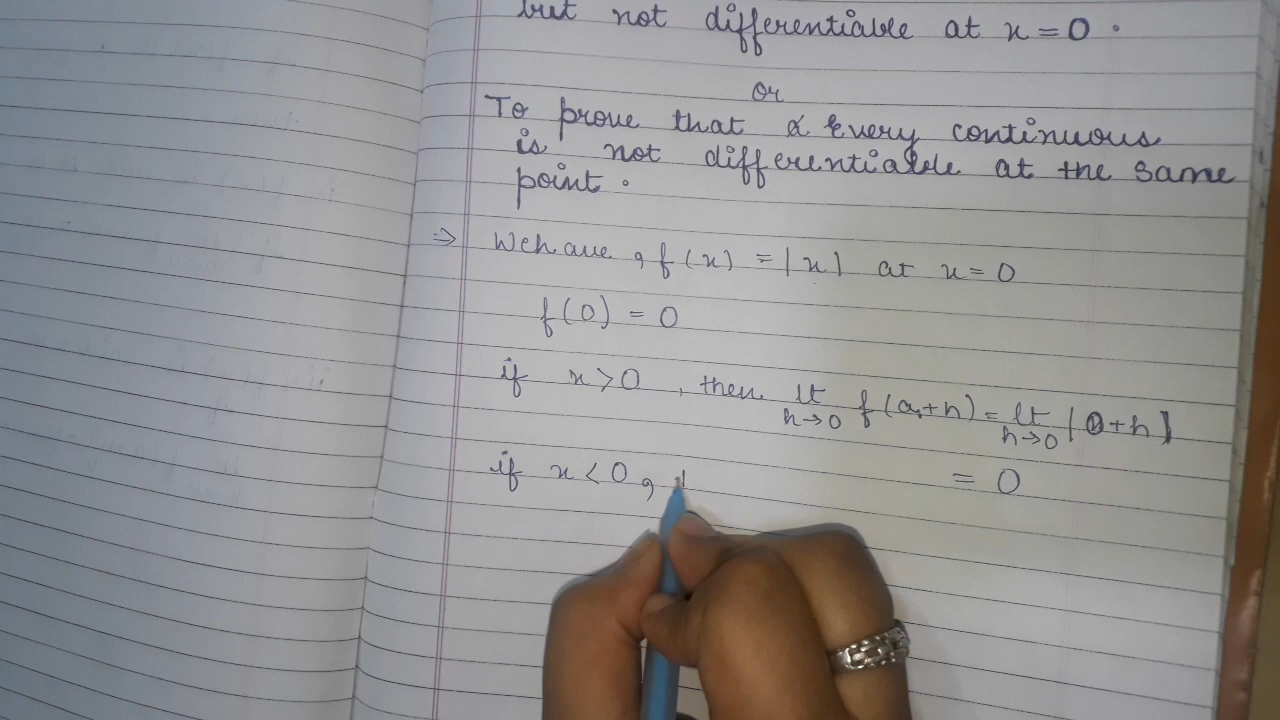 but not differentiable at x = 0 .
or
To prove that & Every continuous
is not differentiable at the same
point .
⇒ We have , f(x) = |x| at x = 0
f(0) = 0
if x > 0 , then lt h→0 f(a+h) = lt h→0 |0+h|
= 0
if x < 0 ,